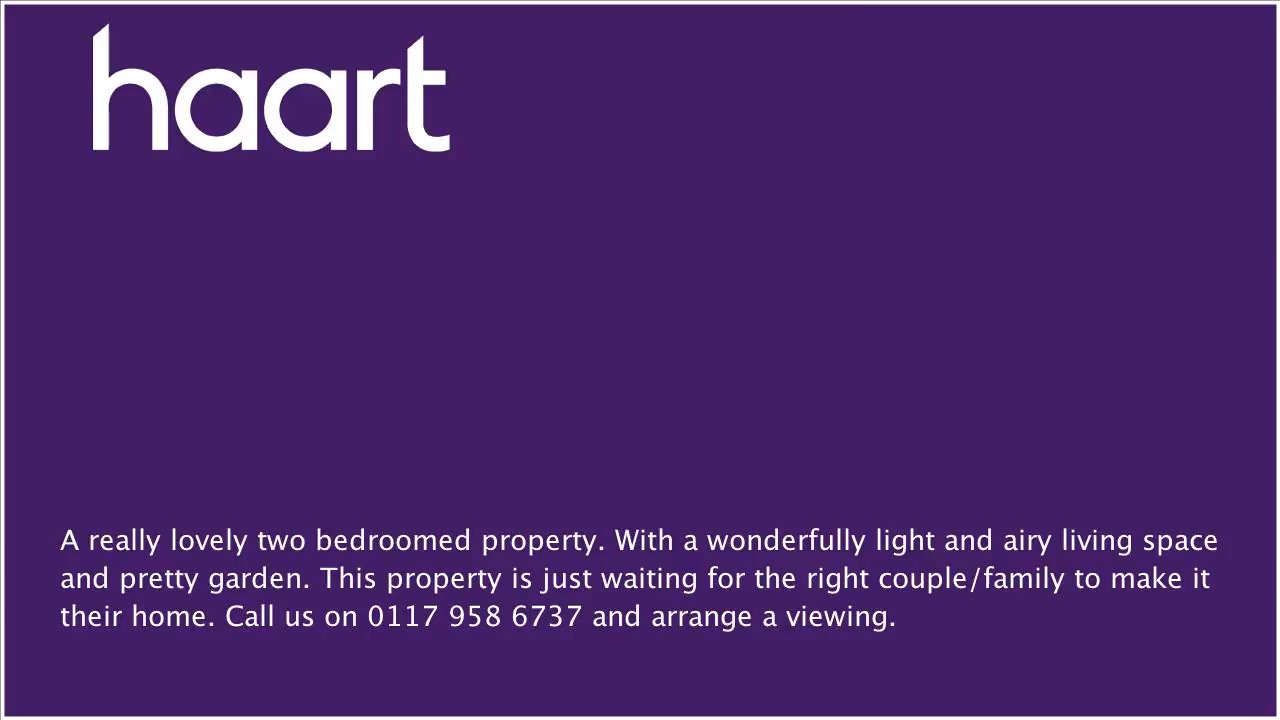 haart
A really lovely two bedroomed property. With a wonderfully light and airy living space
and pretty garden. This property is just waiting for the right couple/family to make it
their home. Call us on 0117 958 6737 and arrange a viewing.